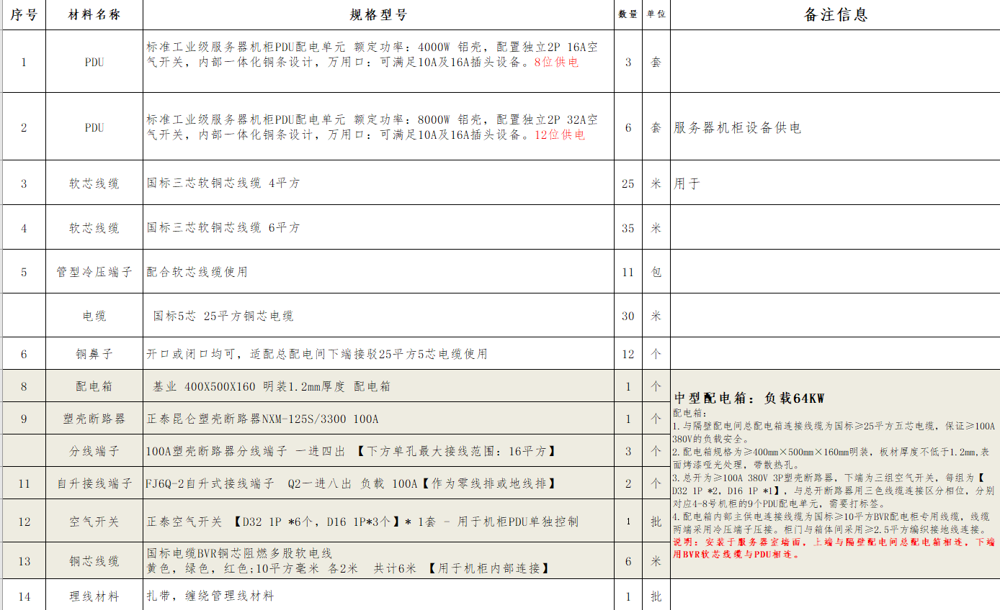 序号 材料名称 规格型号 数量 单位 备注信息
1 PDU 标准工业级服务器机柜PDU配电单元 额定功率：4000W 铝壳，配置独立2P 16A空
气开关，内部一体化铜条设计，万用口：可满足10A及16A插头设备。8位供电 3 套
2 PDU 标准工业级服务器机柜PDU配电单元 额定功率：8000W 铝壳，配置独立2P 32A空
气开关，内部一体化铜条设计，万用口：可满足10A及16A插头设备。12位供电 6 套 服务器机柜设备供电
3 软芯线缆 国标三芯软铜芯线缆 4平方 25 米 用于
4 软芯线缆 国标三芯软铜芯线缆 6平方 35 米
5 管型冷压端子 配合软芯线缆使用 11 包
电缆 国标5芯 25平方铜芯电缆 30 米
6 铜鼻子 开口或闭口均可，适配总配电间下端接驳25平方5芯电缆使用 12 个
8 配电箱 基业 400X500X160 明装1.2mm厚度 配电箱 1 个
9 塑壳断路器 正泰昆仑塑壳断路器NXM-125S/3300 100A 1 个
分线端子 100A塑壳断路器分线端子 一进四出 【下方单孔最大接线范围：16平方】 3 个
11 自升接线端子 FJ6Q-2自升式接线端子 Q2一进八出 负载 100A【作为零线排或地线排】 2 个
12 空气开关 正泰空气开关 【D32 1P *6个，D16 1P*3个】* 1套 - 用于机柜PDU单独控制 1 批
13 铜芯线缆 国标电缆BVR铜芯阻燃多股软电线
黄色，绿色，红色;10平方毫米 各2米 共计6米 【用于机柜内部连接】 6 米
中型配电箱：负载64KW
配电箱：
1.与隔壁配电间总配电箱连接线缆为国标≥25平方五芯电缆，保证≥100A
380V的负载安全。
2.配电箱规格为≥400mm×500mm×160mm明装，板材厚度不低于1.2mm,表
面烤漆哑光处理，带散热孔。
3.总开为≥100A 380V 3P塑壳断路器，下端为三组空气开关，每组为【
D32 1P *2，D16 1P *1】，与总开断路器用三色线缆连接区分相位，分别
对应4-8号机柜的9个PDU配电单元，需要打标签。
4.配电箱内部主供电连接线缆为国标≥10平方BVR配电柜专用线缆，线缆
两端采用冷压端子压接。柜门与箱体间采用≥2.5平方编织接地线连接。
说明：安装于服务器室墙面，上端与隔壁配电间总配电箱相连，下端
用BVR软芯线缆与PDU相连。
14 理线材料 扎带，缠绕管理线材料 1 批